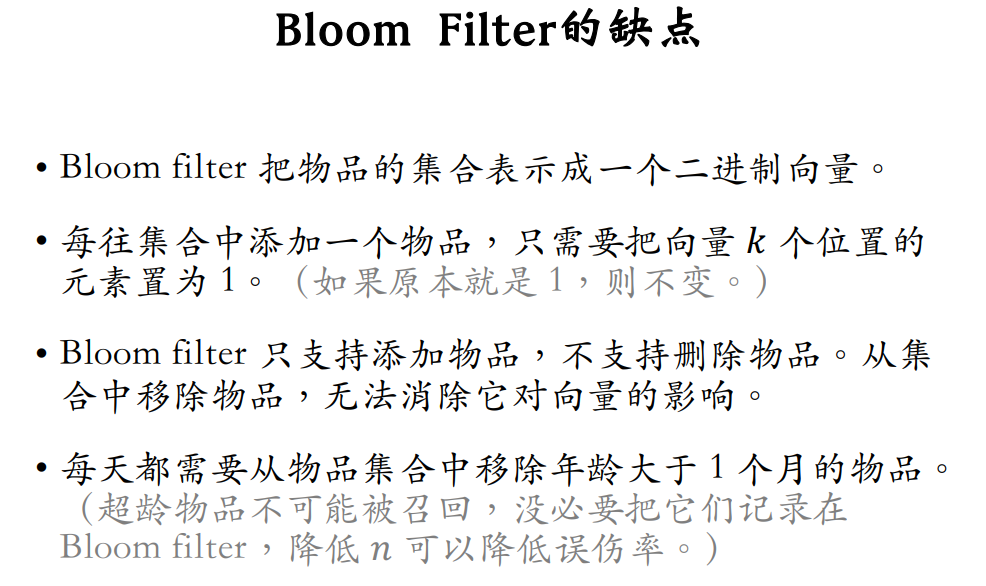 Bloom Filter的缺点
• Bloom filter 把物品的集合表示成一个二进制向量。
• 每往集合中添加一个物品，只需要把向量 k 个位置的
元素置为 1。（如果原本就是 1，则不变。）
• Bloom filter 只支持添加物品，不支持删除物品。从集
合中移除物品，无法消除它对向量的影响。
• 每天都需要从物品集合中移除年龄大于 1 个月的物品。
（超龄物品不可能被召回，没必要把它们记录在
Bloom filter，降低 n 可以降低误伤率。）